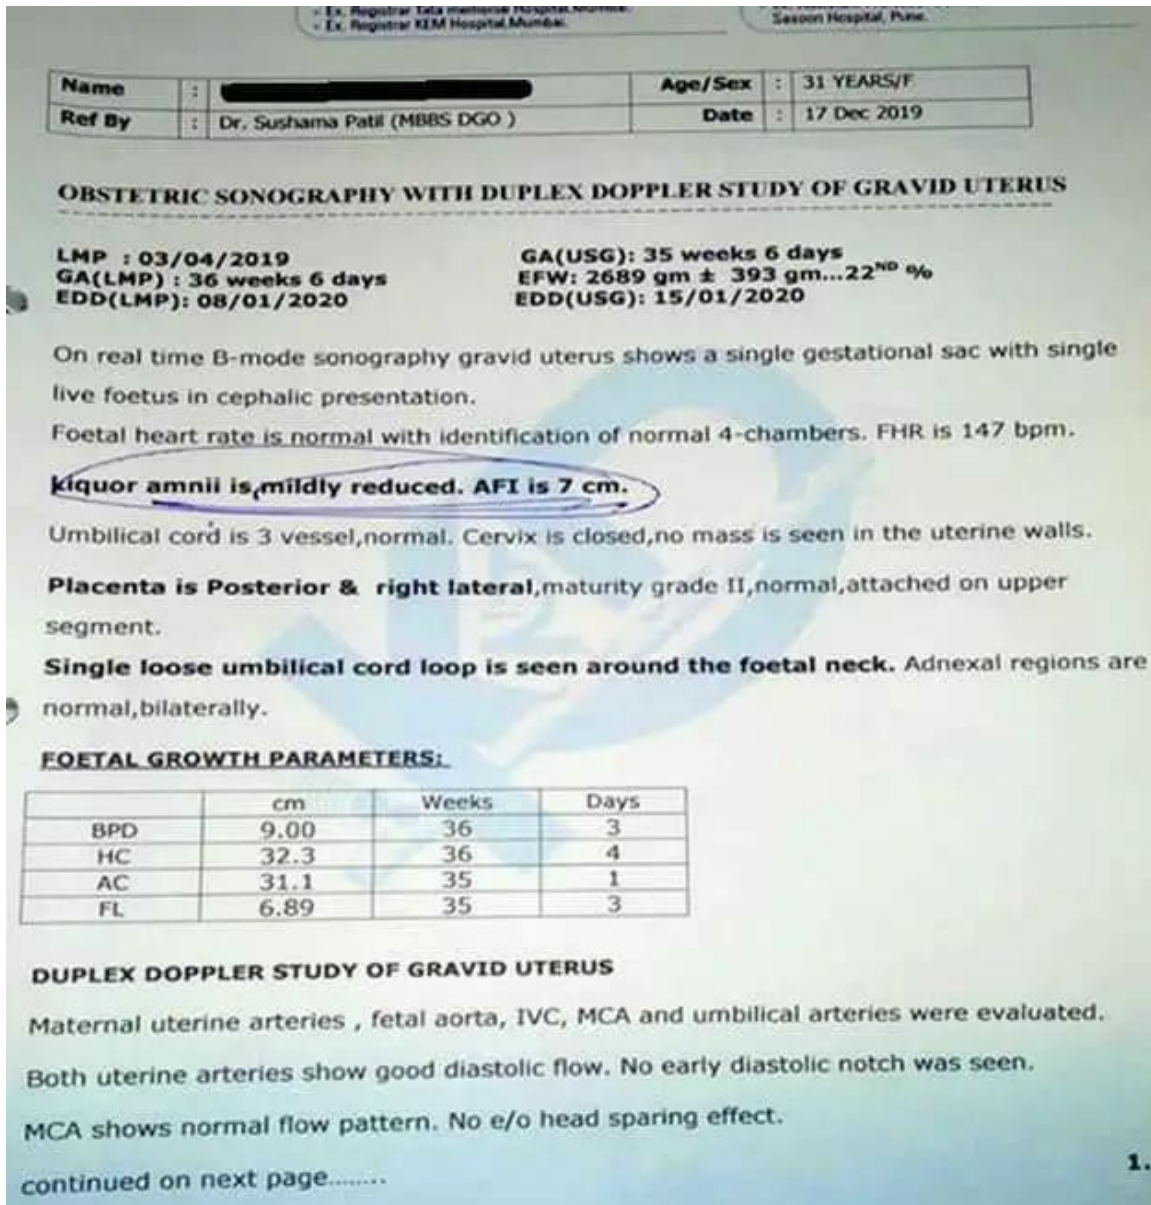 - Ex. Registrar Tata memorial Hospital, Mumbai.
- Ex. Registrar KEM Hospital, Mumbai.
Sasoon Hospital, Pune.
Name : Age/Sex : 31 YEARS/F
Ref By : Dr. Sushama Patil (MBBS DGO ) Date : 17 Dec 2019
OBSTETRIC SONOGRAPHY WITH DUPLEX DOPPLER STUDY OF GRAVID UTERUS
LMP : 03/04/2019 GA(USG): 35 weeks 6 days
GA(LMP) : 36 weeks 6 days EFW: 2689 gm ± 393 gm...22ND %
EDD(LMP): 08/01/2020 EDD(USG): 15/01/2020
On real time B-mode sonography gravid uterus shows a single gestational sac with single
live foetus in cephalic presentation.
Foetal heart rate is normal with identification of normal 4-chambers. FHR is 147 bpm.
kiquor amnii is mildly reduced. AFI is 7 cm.
Umbilical cord is 3 vessel,normal. Cervix is closed,no mass is seen in the uterine walls.
Placenta is Posterior & right lateral,maturity grade II,normal,attached on upper
segment.
Single loose umbilical cord loop is seen around the foetal neck. Adnexal regions are
normal,bilaterally.
FOETAL GROWTH PARAMETERS:
cm Weeks Days
BPD 9.00 36 3
HC 32.3 36 4
AC 31.1 35 1
FL 6.89 35 3
DUPLEX DOPPLER STUDY OF GRAVID UTERUS
Maternal uterine arteries , fetal aorta, IVC, MCA and umbilical arteries were evaluated.
Both uterine arteries show good diastolic flow. No early diastolic notch was seen.
MCA shows normal flow pattern. No e/o head sparing effect.
1.
continued on next page........